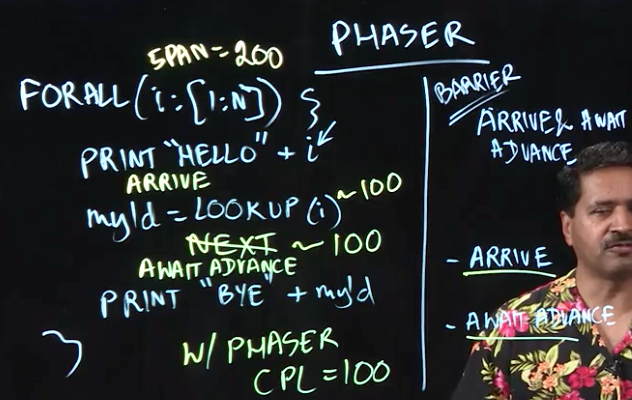 PHASER
SPAN = 200
FORALL (i:[1:N]) {
PRINT "HELLO" + i
ARRIVE
myId = LOOKUP (i) ~ 100
NEXT ~ 100
AWAIT ADVANCE
PRINT "BYE" + myId
}
W/ PHASER
CPL = 100
BARRIER
ARRIVE & AWAIT
ADVANCE
- ARRIVE
- AWAIT ADVANCE